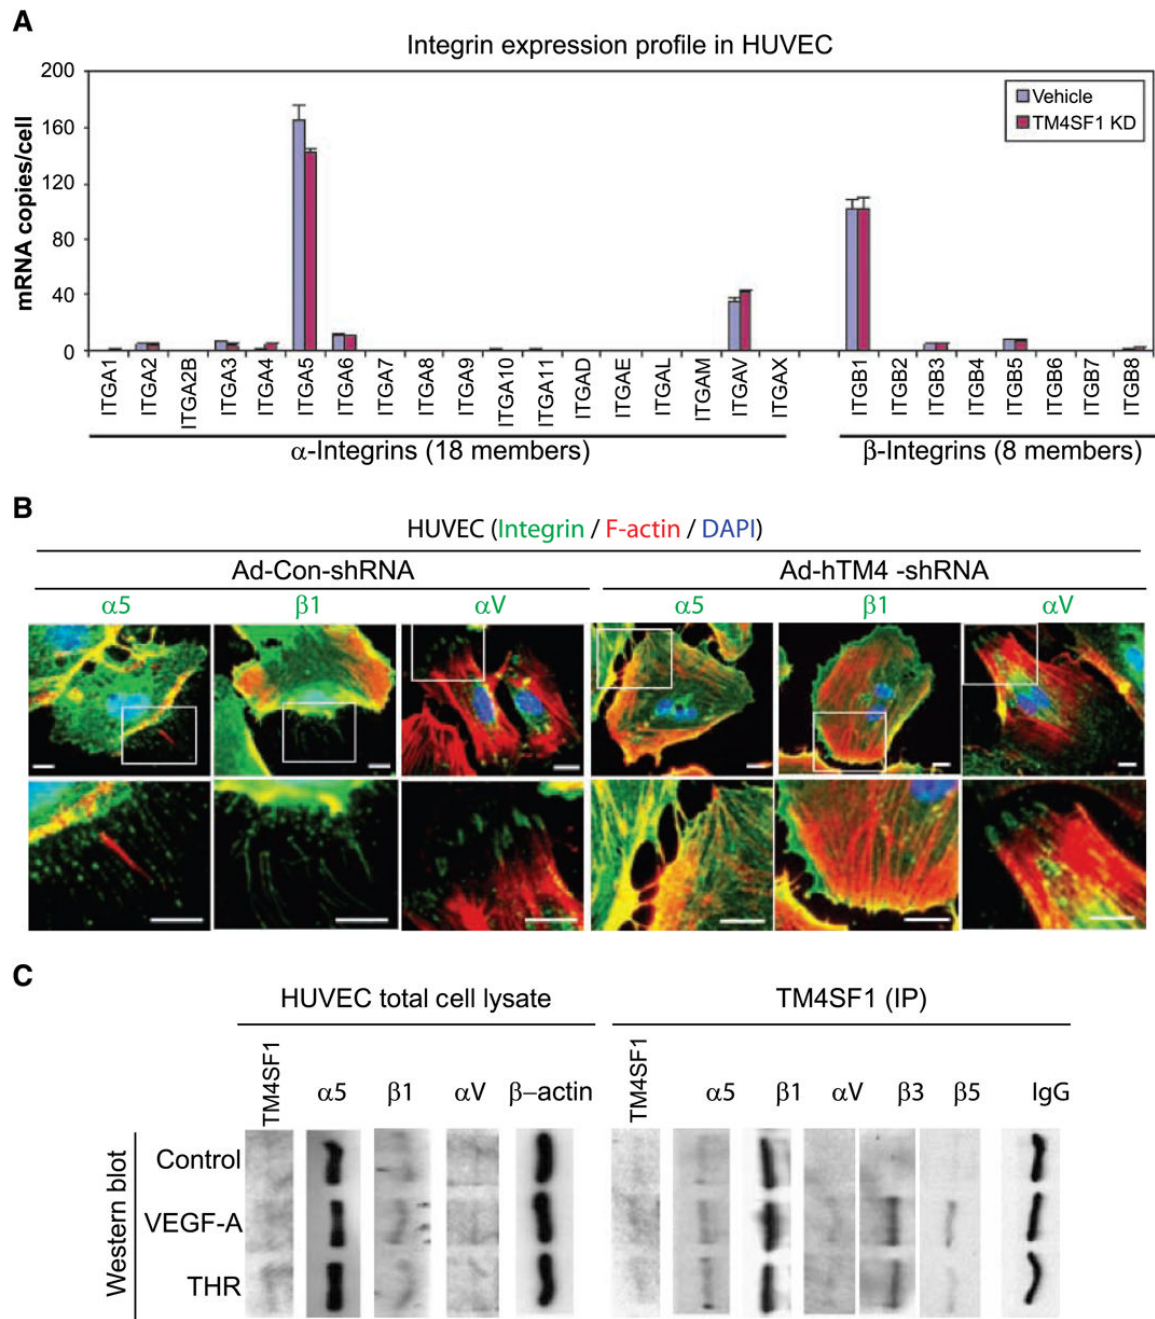 A
Integrin expression profile in HUVEC
mRNA copies/cell
200
160
120
80
40
0
Vehicle
TM4SF1 KD
ITGA1
ITGA2
ITGA2B
ITGA3
ITGA4
ITGA5
ITGA6
ITGA7
ITGA8
ITGA9
ITGA10
ITGA11
ITGAD
ITGAE
ITGAL
ITGAM
ITGAV
ITGAX
ITGB1
ITGB2
ITGB3
ITGB4
ITGB5
ITGB6
ITGB7
ITGB8
α-Integrins (18 members)
β-Integrins (8 members)
B
HUVEC (Integrin / F-actin / DAPI)
Ad-Con-shRNA
Ad-hTM4 -shRNA
α5 β1 αV α5 β1 αV
C
HUVEC total cell lysate
TM4SF1 (IP)
TM4SF1 α5 β1 αV β–actin
TM4SF1 α5 β1 αV β3 β5 IgG
Western blot
Control
VEGF-A
THR